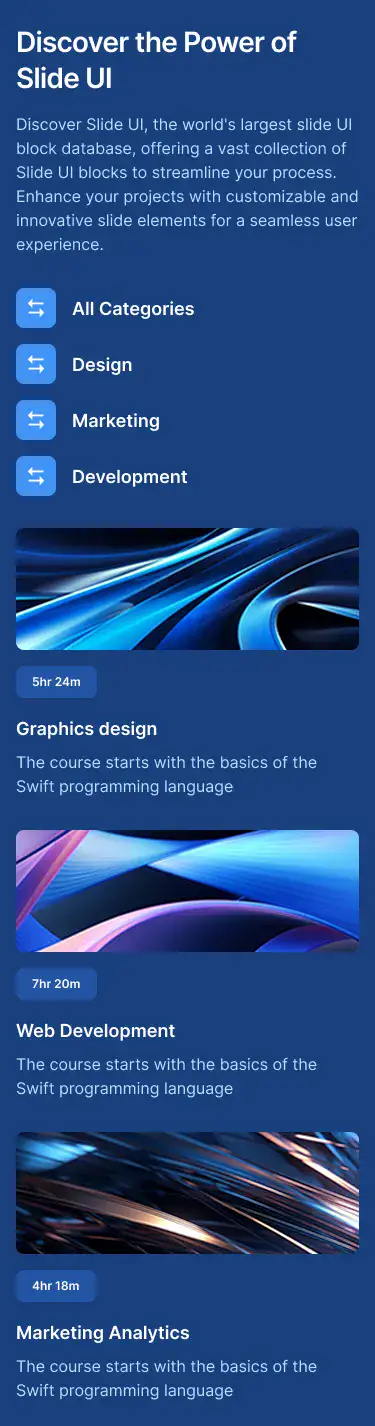 Discover the Power of
Slide UI
Discover Slide UI, the world's largest slide UI
block database, offering a vast collection of
Slide UI blocks to streamline your process.
Enhance your projects with customizable and
innovative slide elements for a seamless user
experience.
All Categories
Design
Marketing
Development
5hr 24m
Graphics design
The course starts with the basics of the
Swift programming language
7hr 20m
Web Development
The course starts with the basics of the
Swift programming language
4hr 18m
Marketing Analytics
The course starts with the basics of the
Swift programming language